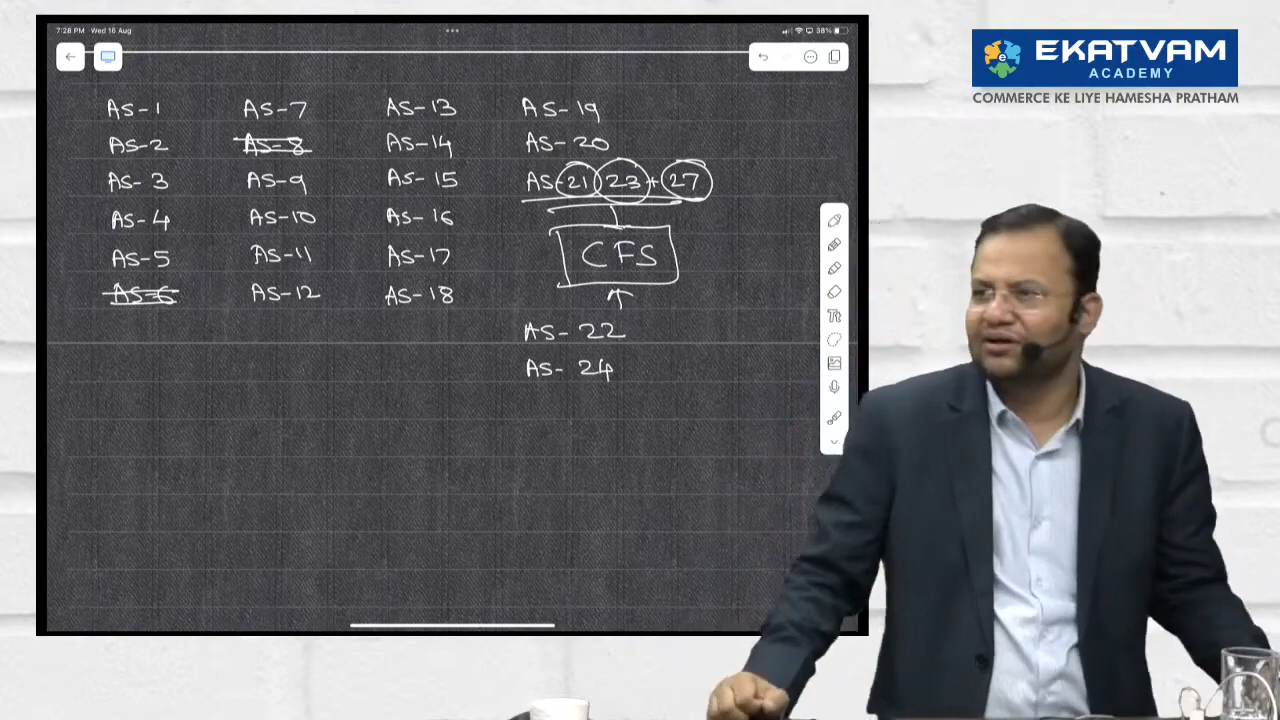 7:28 PM Wed 16 Aug
38%
EKATVAM
ACADEMY
COMMERCE KE LIYE HAMESHA PRATHAM
AS-1
AS-2
AS-3
AS-4
AS-5
AS-6
AS-7
AS-8
AS-9
AS-10
AS-11
AS-12
AS-13
AS-14
AS-15
AS-16
AS-17
AS-18
AS-19
AS-20
AS-21 23+27
CFS
AS-22
AS-24